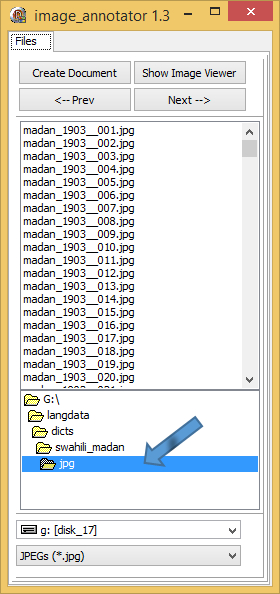 image_annotator 1.3
Files
Create Document
Show Image Viewer
<-- Prev
Next -->
madan_1903__001.jpg
madan_1903__002.jpg
madan_1903__003.jpg
madan_1903__004.jpg
madan_1903__005.jpg
madan_1903__006.jpg
madan_1903__007.jpg
madan_1903__008.jpg
madan_1903__009.jpg
madan_1903__010.jpg
madan_1903__011.jpg
madan_1903__012.jpg
madan_1903__013.jpg
madan_1903__014.jpg
madan_1903__015.jpg
madan_1903__016.jpg
madan_1903__017.jpg
madan_1903__018.jpg
madan_1903__019.jpg
madan_1903__020.jpg
G:\
langdata
dicts
swahili_madan
jpg
g: [disk_17]
JPEGs (*.jpg)